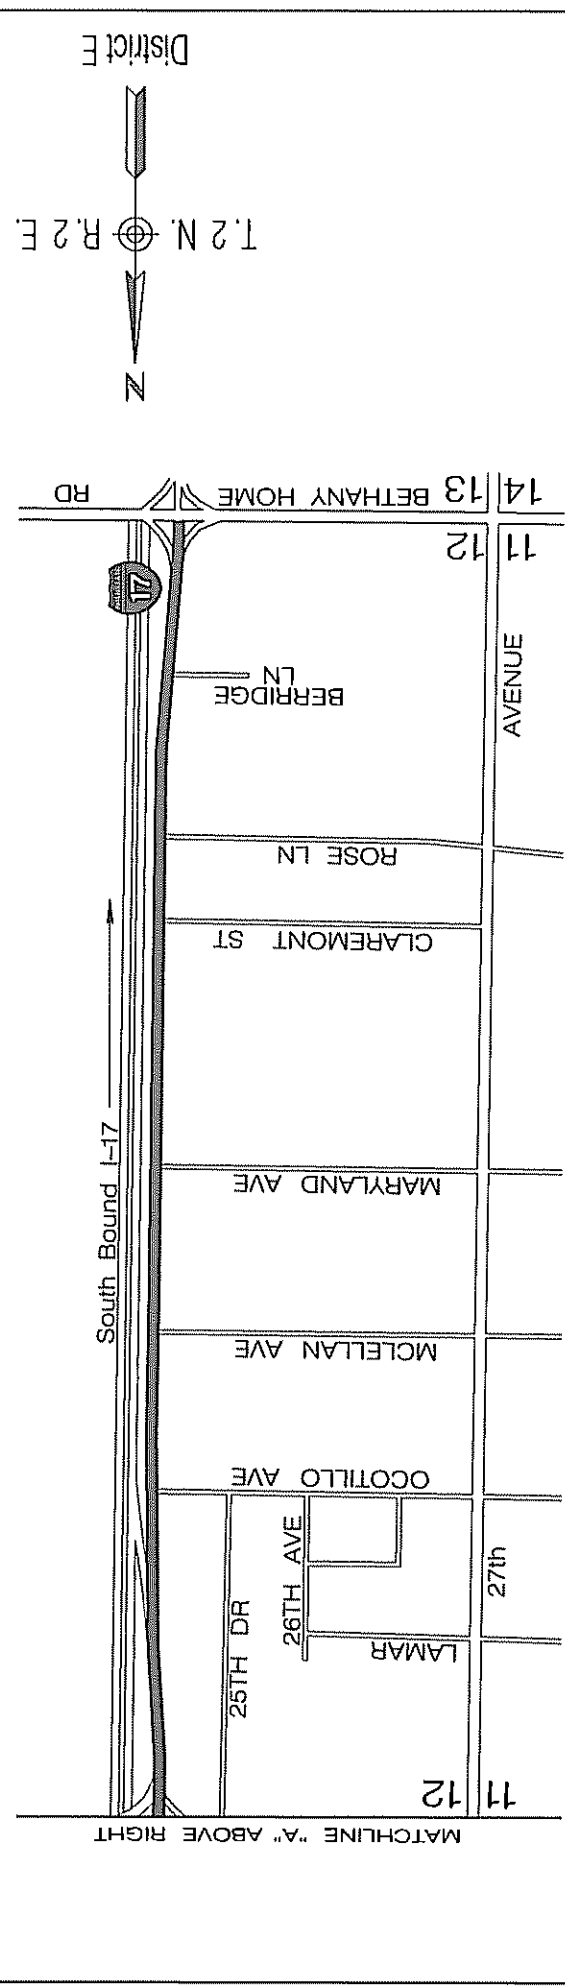 MATCHLINE "A" ABOVE RIGHT
11 12
LAMAR
27th
26TH AVE
25TH DR
OCOTILLO AVE
MCLELLAN AVE
MARYLAND AVE
South Bound I-17
CLAREMONT ST
ROSE LN
BERRIDGE
LN
AVENUE
17
11 12
14 13 BETHANY HOME RD
N
T. 2 N. R. 2 E.
District E